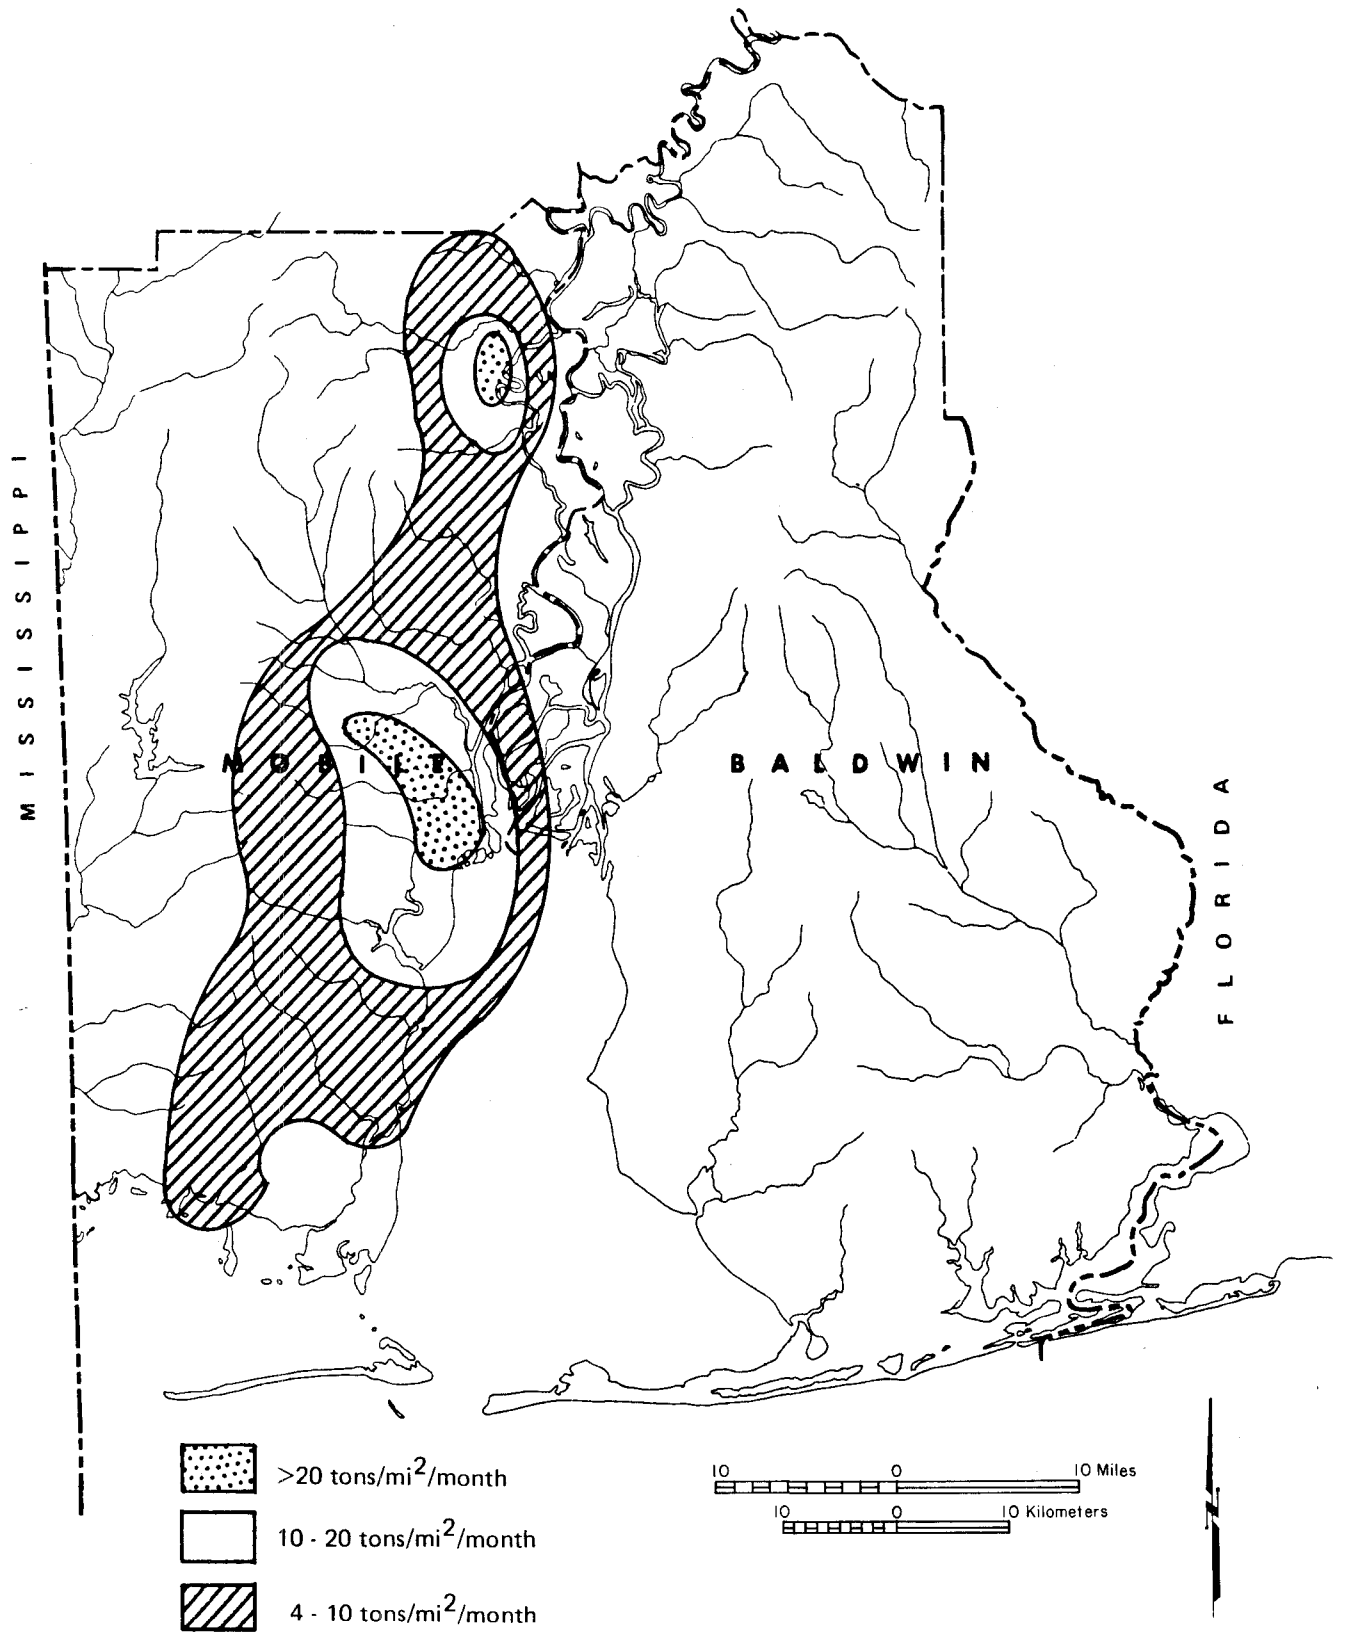 MISSISSIPPI
MOBILE
BALDWIN
FLORIDA
>20 tons/mi²/month
10 - 20 tons/mi²/month
4 - 10 tons/mi²/month
10 0 10 Miles
10 0 10 Kilometers
N